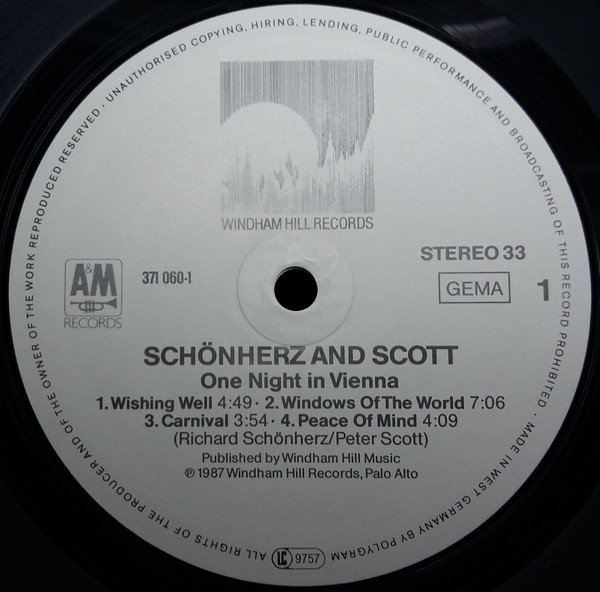 ALL RIGHTS OF THE PRODUCER AND OF THE OWNER OF THE WORK REPRODUCED RESERVED · UNAUTHORISED COPYING, HIRING, LENDING, PUBLIC PERFORMANCE AND BROADCASTING OF THIS RECORD PROHIBITED · MADE IN WEST GERMANY BY POLYGRAM
WINDHAM HILL RECORDS
A&M
RECORDS
371 060-1
STEREO 33
GEMA
1
SCHÖNHERZ AND SCOTT
One Night in Vienna
1. Wishing Well 4:49 · 2. Windows Of The World 7:06
3. Carnival 3:54 · 4. Peace Of Mind 4:09
(Richard Schönherz/Peter Scott)
Published by Windham Hill Music
℗ 1987 Windham Hill Records, Palo Alto
LC 9757